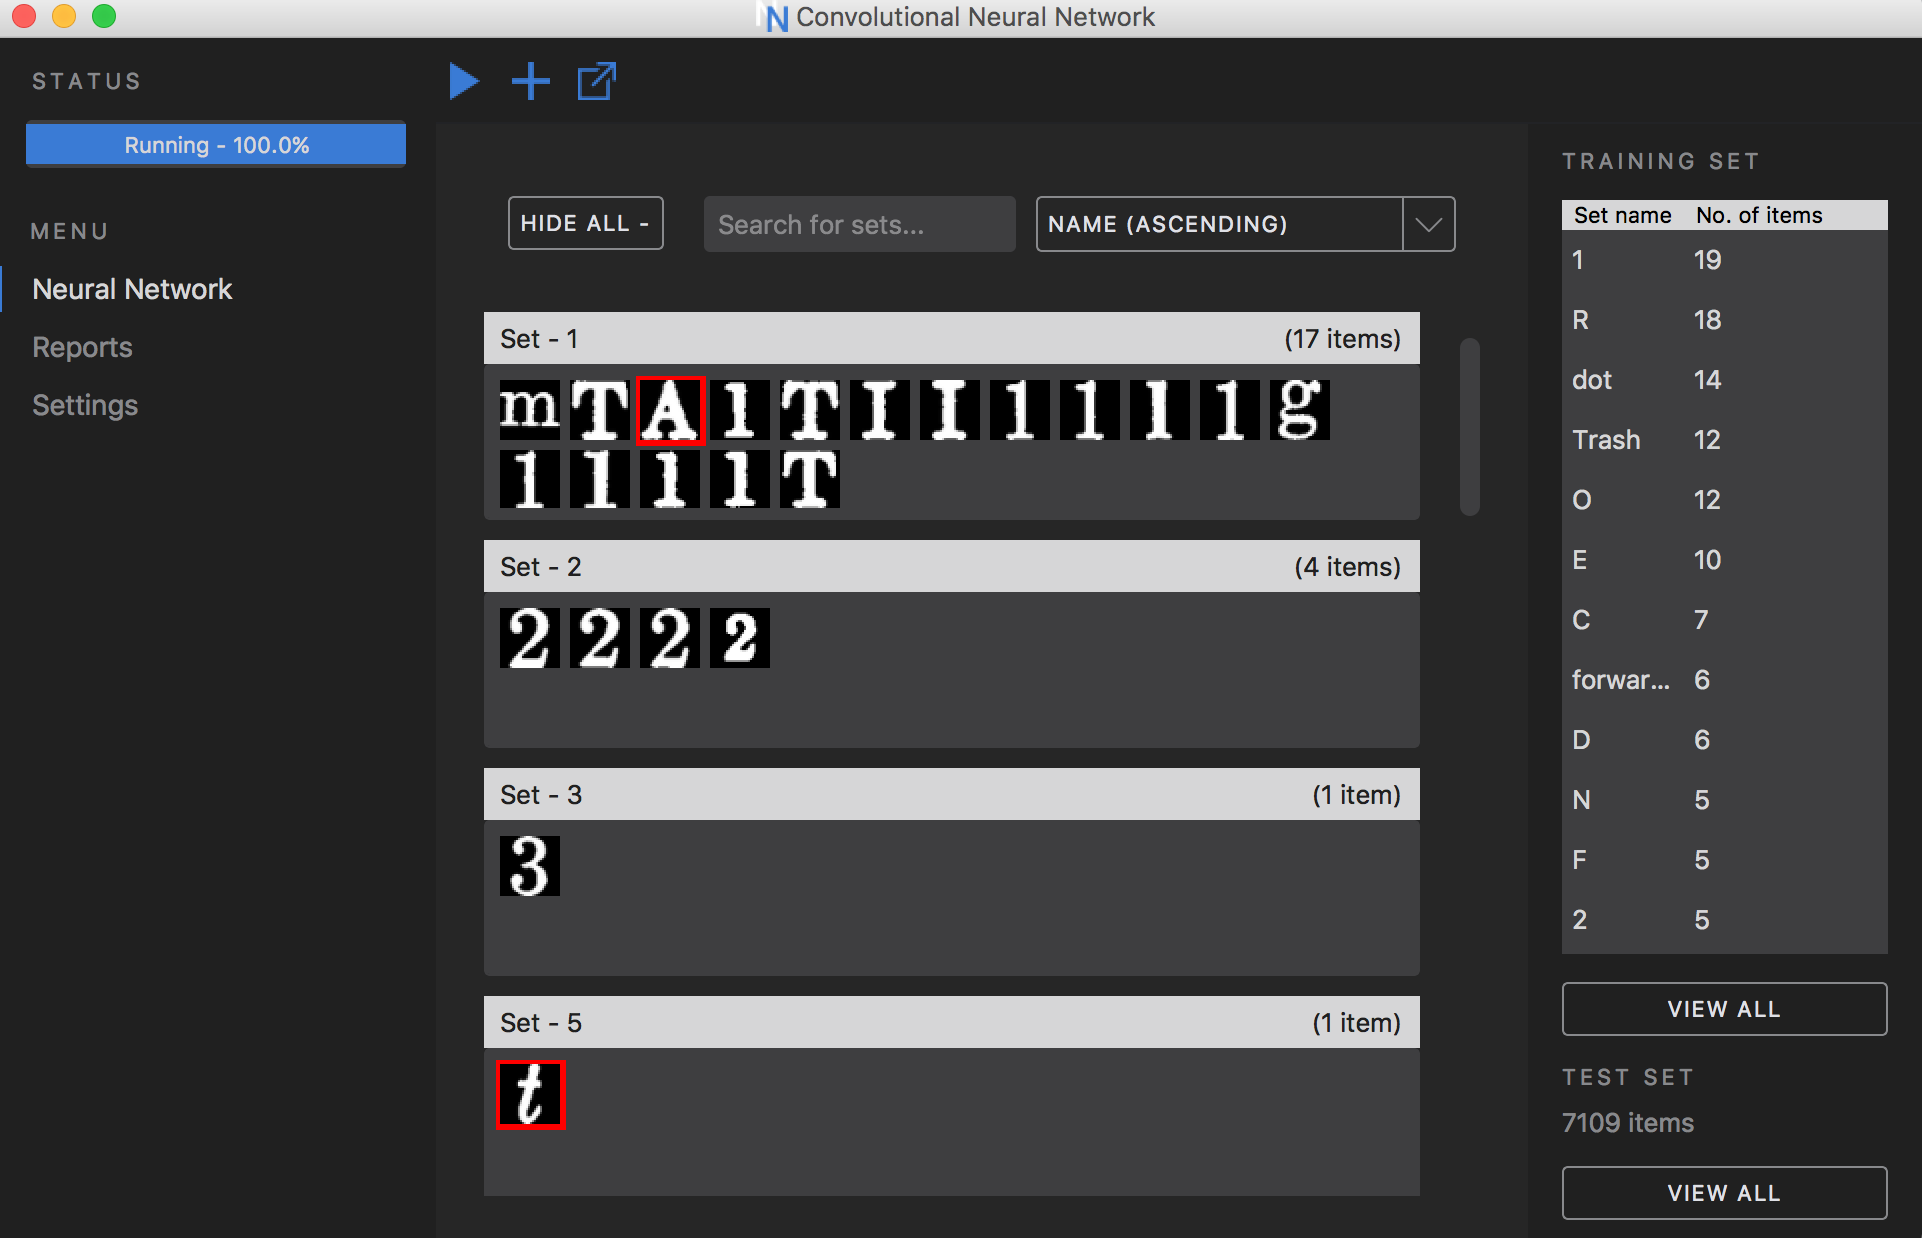 Convolutional Neural Network
STATUS
Running - 100.0%
MENU
Neural Network
Reports
Settings
HIDE ALL -
Search for sets...
NAME (ASCENDING)
Set - 1 (17 items)
m T A 1 T I I 1 1 I 1 g
1 1 1 1 T
Set - 2 (4 items)
2 2 2 2
Set - 3 (1 item)
3
Set - 5 (1 item)
t
TRAINING SET
Set name No. of items
1 19
R 18
dot 14
Trash 12
O 12
E 10
C 7
forwar... 6
D 6
N 5
F 5
2 5
VIEW ALL
TEST SET
7109 items
VIEW ALL